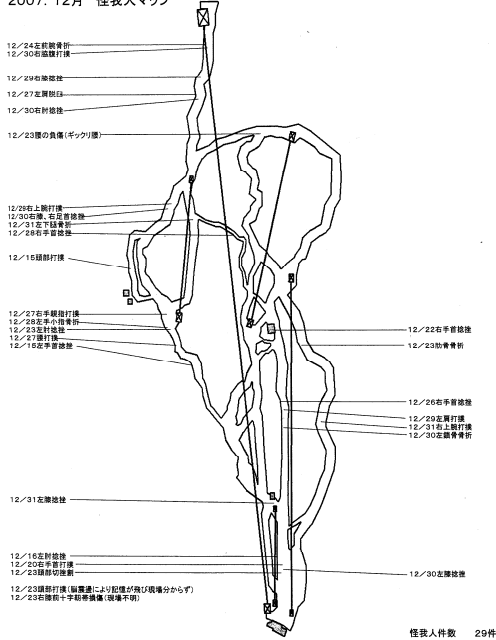 2007. 12月 怪我人マップ
12/24左前腕骨折
12/30右脇腹打撲
12/29右膝捻挫
12/27左肩脱臼
12/30右肘捻挫
12/23腰の負傷(ギックリ腰)
12/29右上腕打撲
12/30右膝、右足首捻挫
12/31左下腿骨折
12/28右手首捻挫
12/15頭部打撲
12/27右手親指打撲
12/28左手小指骨折
12/23左肘捻挫
12/27腰打撲
12/15左手首捻挫
12/22右手首捻挫
12/23肋骨骨折
12/26右手首捻挫
12/29左肩打撲
12/31右上腕打撲
12/30左鎖骨骨折
12/31左膝捻挫
12/16左肘捻挫
12/20右手首打撲
12/23頭部切挫創
12/30左膝捻挫
12/23頭部打撲(脳震盪により記憶が飛び現場分からず)
12/23右膝前十字靭帯損傷(現場不明)
怪我人件数 29件